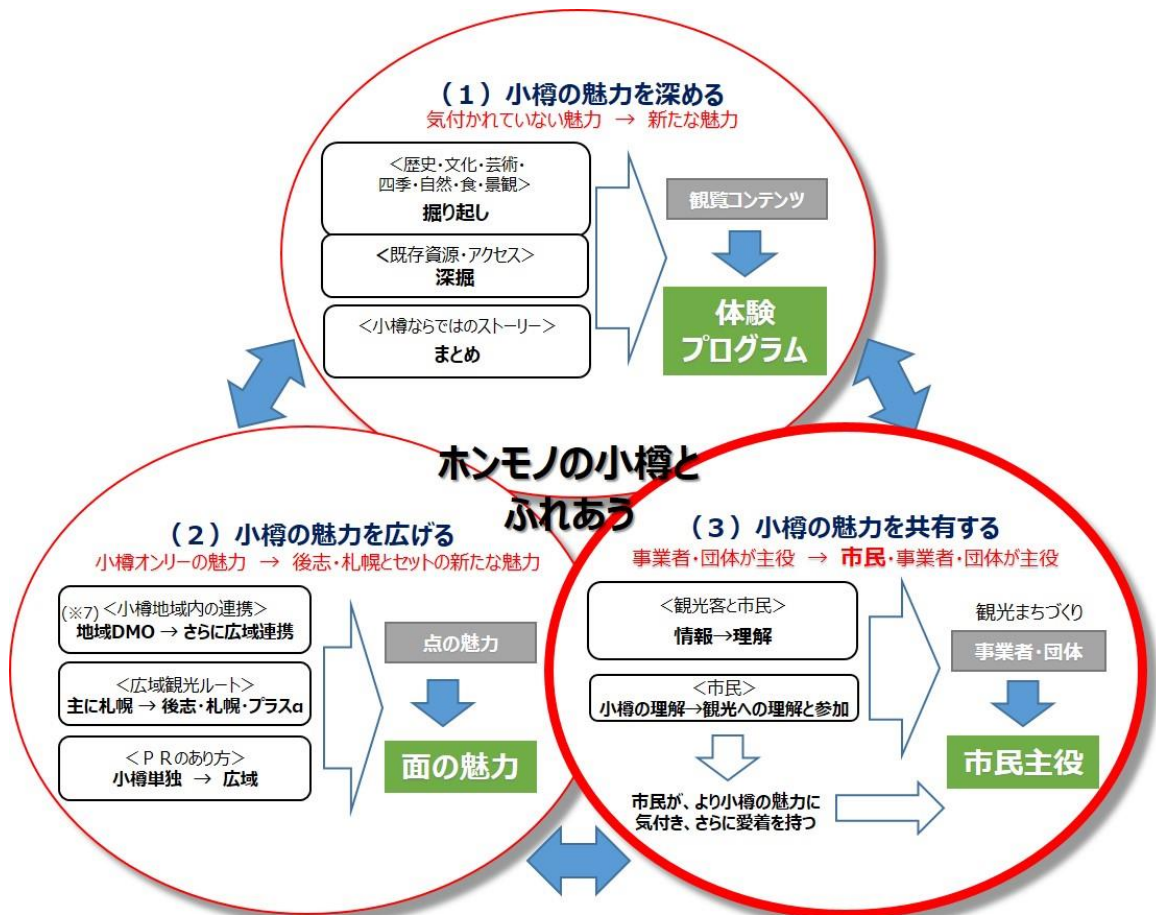 （１）小樽の魅力を深める
気付かれていない魅力 → 新たな魅力
＜歴史・文化・芸術・
四季・自然・食・景観＞
掘り起し
＜既存資源・アクセス＞
深掘
＜小樽ならではのストーリー＞
まとめ
観覧コンテンツ
体験
プログラム
ホンモノの小樽と
ふれあう
（２）小樽の魅力を広げる
小樽オンリーの魅力 → 後志・札幌とセットの新たな魅力
(※7)＜小樽地域内の連携＞
地域DMO → さらに広域連携
＜広域観光ルート＞
主に札幌 → 後志・札幌・プラスα
＜ＰＲのあり方＞
小樽単独 → 広域
点の魅力
面の魅力
（３）小樽の魅力を共有する
事業者・団体が主役 → 市民・事業者・団体が主役
＜観光客と市民＞
情報→理解
＜市民＞
小樽の理解→観光への理解と参加
市民が、より小樽の魅力に
気付き、さらに愛着を持つ
観光まちづくり
事業者・団体
市民主役